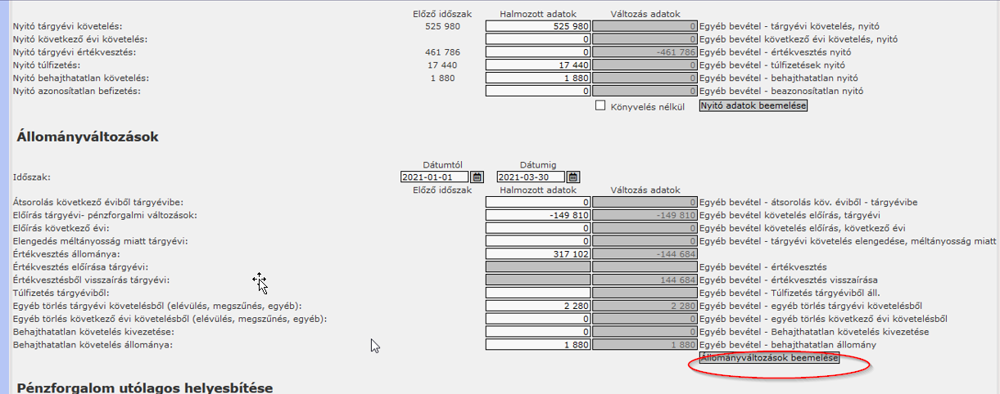 Előző időszak Halmozott adatok Változás adatok
Nyitó tárgyévi követelés: 525 980 525 980 0 Egyéb bevétel - tárgyévi követelés, nyitó
Nyitó következő évi követelés: 0 0 Egyéb bevétel következő évi követelés, nyitó
Nyitó tárgyévi értékvesztés: 461 786 0 -461 786 Egyéb bevétel - értékvesztés nyitó
Nyitó túlfizetés: 17 440 17 440 0 Egyéb bevétel - túlfizetések nyitó
Nyitó behajthatatlan követelés: 1 880 1 880 0 Egyéb bevétel - behajthatatlan nyitó
Nyitó azonosítatlan befizetés: 0 0 Egyéb bevétel - beazonosítatlan nyitó
Könyvelés nélkül Nyitó adatok beemelése
Állományváltozások
Dátumtól Dátumig
Időszak: 2021-01-01 2021-03-30
Előző időszak Halmozott adatok Változás adatok
Átsorolás következő éviből tárgyévibe: 0 0 Egyéb bevétel - átsorolás köv. éviből - tárgyévibe
Előírás tárgyévi- pénzforgalmi változások: -149 810 -149 810 Egyéb bevétel követelés előírás, tárgyévi
Előírás következő évi: 0 0 Egyéb bevétel követelés előírás, következő évi
Elengedés méltányosság miatt tárgyévi: 0 0 Egyéb bevétel - tárgyévi követelés elengedése, méltányosság miatt
Értékvesztés állománya: 317 102 -144 684
Értékvesztés előírása tárgyévi: Egyéb bevétel - értékvesztés
Értékvesztésből visszaírás tárgyévi: 144 684 Egyéb bevétel - értékvesztés visszaírása
Túlfizetés tárgyéviből: Egyéb bevétel - Túlfizetés tárgyéviből áll.
Egyéb törlés tárgyévi követelésből (elévülés, megszűnés, egyéb): 2 280 2 280 Egyéb bevétel - egyéb törlés tárgyévi követelésből
Egyéb törlés következő évi követelésből (elévülés, megszűnés, egyéb): 0 0 Egyéb bevétel - egyéb törlés következő évi követelésből
Behajthatatlan követelés kivezetése: 0 0 Egyéb bevétel - Behajthatatlan követelés kivezetése
Behajthatatlan követelés állománya: 1 880 1 880 Egyéb bevétel - behajthatatlan állomány
Állományváltozások beemelése
Pénzforgalom utólagos helyesbítése